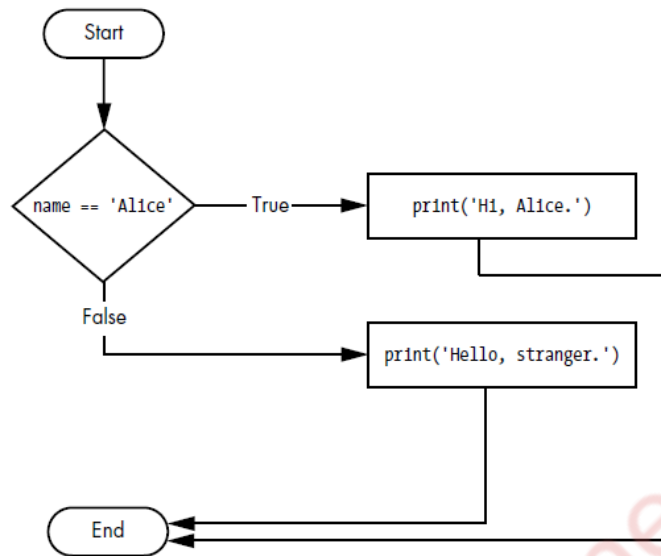 Start
name == 'Alice'
True
print('Hi, Alice.')
False
print('Hello, stranger.')
End